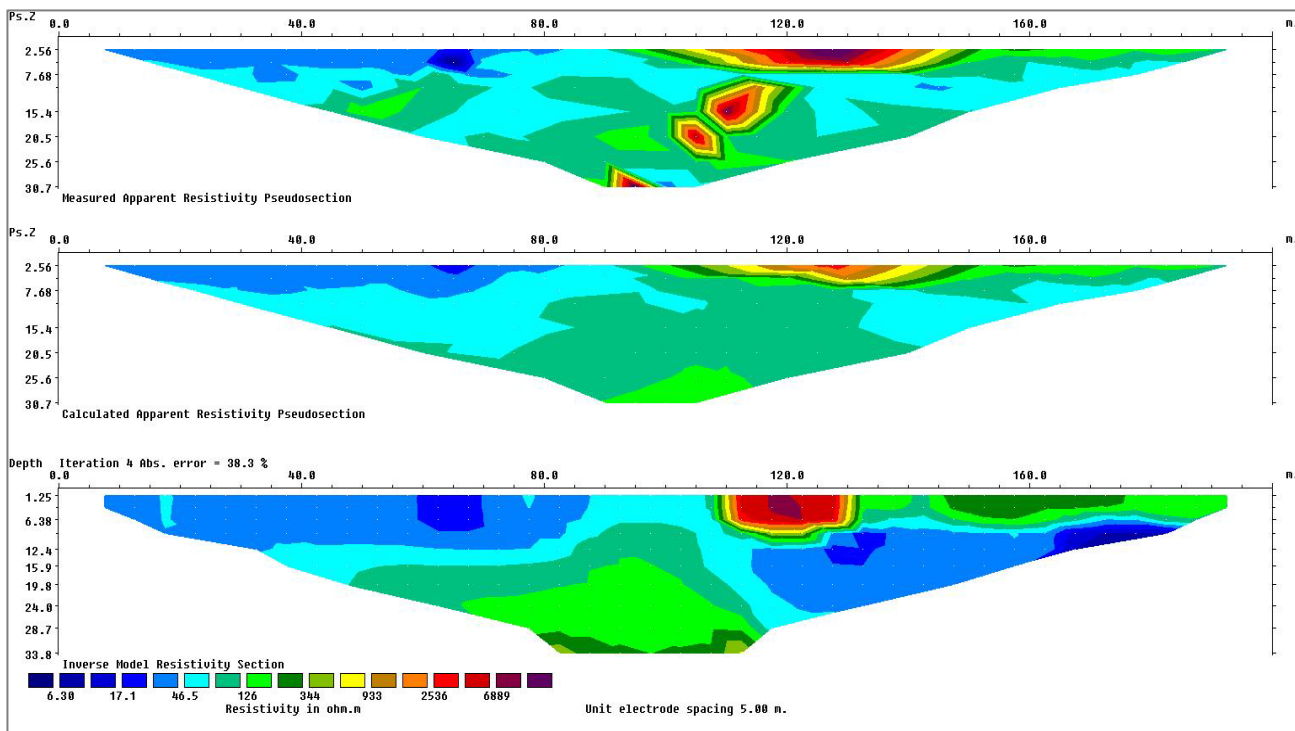 Ps.Z 0.0 40.0 80.0 120.0 160.0 m.
2.56
7.68
15.4
20.5
25.6
30.7
Measured Apparent Resistivity Pseudosection
Ps.Z 0.0 40.0 80.0 120.0 160.0 m.
2.56
7.68
15.4
20.5
25.6
30.7
Calculated Apparent Resistivity Pseudosection
Depth Iteration 4 Abs. error = 38.3 %
0.0 40.0 80.0 120.0 160.0 m.
1.25
6.38
12.4
15.9
19.8
24.0
28.7
33.8
Inverse Model Resistivity Section
6.30 17.1 46.5 126 344 933 2536 6889
Resistivity in ohm.m Unit electrode spacing 5.00 m.